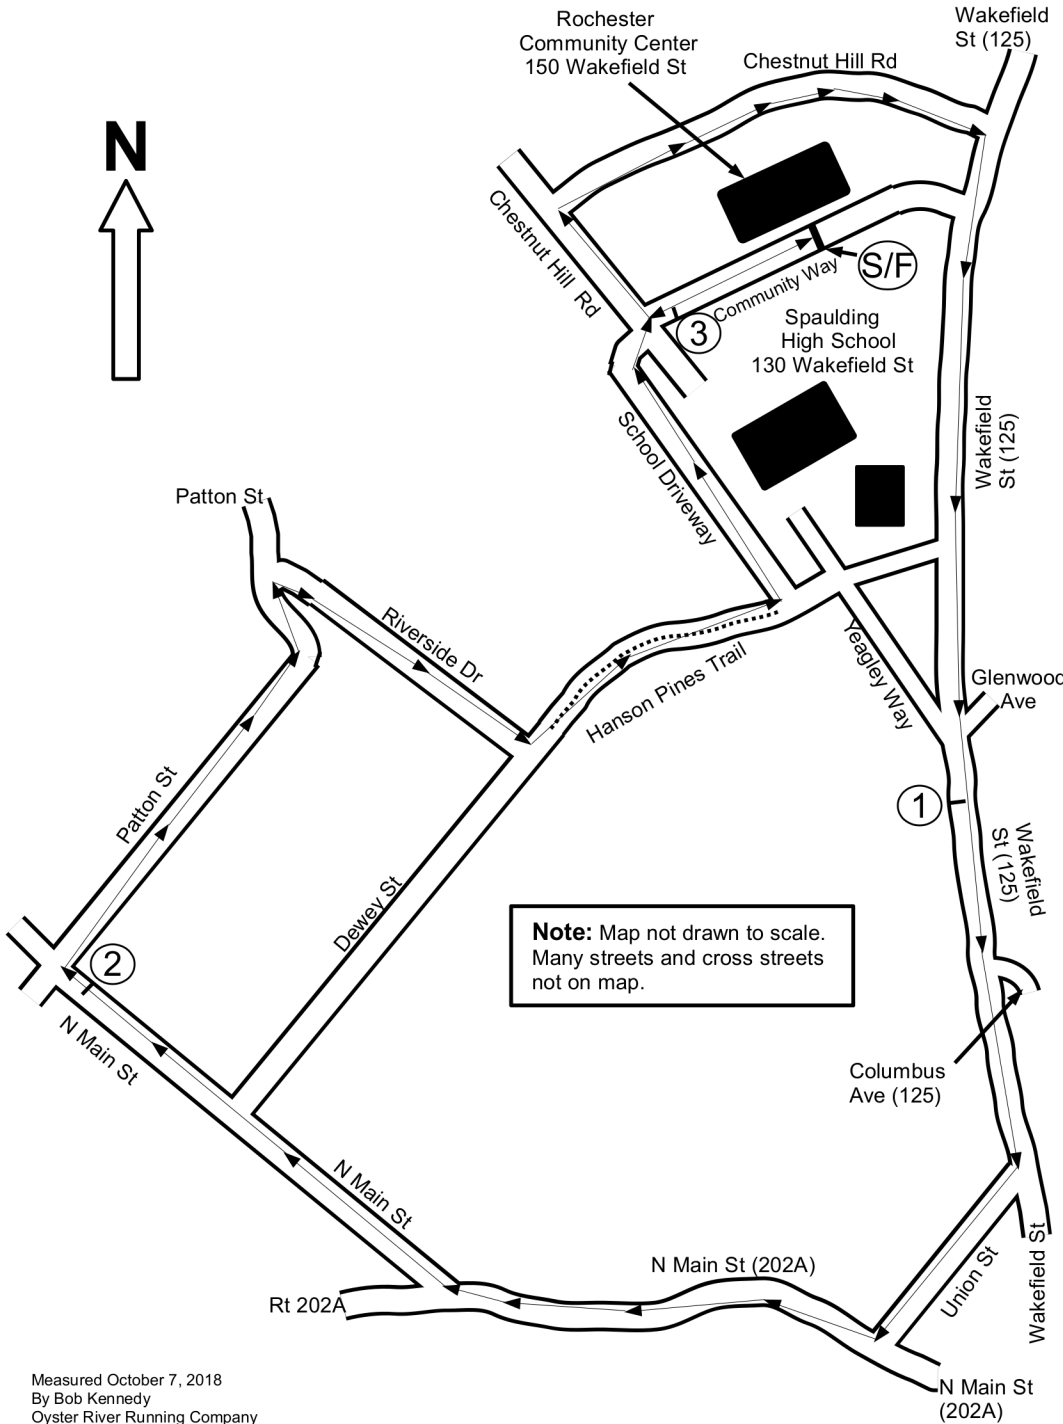 Rochester
Community Center
150 Wakefield St
Wakefield
St (125)
Chestnut Hill Rd
N
Chestnut Hill Rd
S/F
Community Way
3
Spaulding
High School
130 Wakefield St
Wakefield
St (125)
School Driveway
Patton St
Riverside Dr
Hanson Pines Trail
Yeagley Way
Glenwood
Ave
Patton St
1
Wakefield
St (125)
Dewey St
2
Note: Map not drawn to scale.
Many streets and cross streets
not on map.
N Main St
Columbus
Ave (125)
N Main St
N Main St (202A)
Union St
Wakefield St
Rt 202A
N Main St
(202A)
Measured October 7, 2018
By Bob Kennedy
Oyster River Running Company